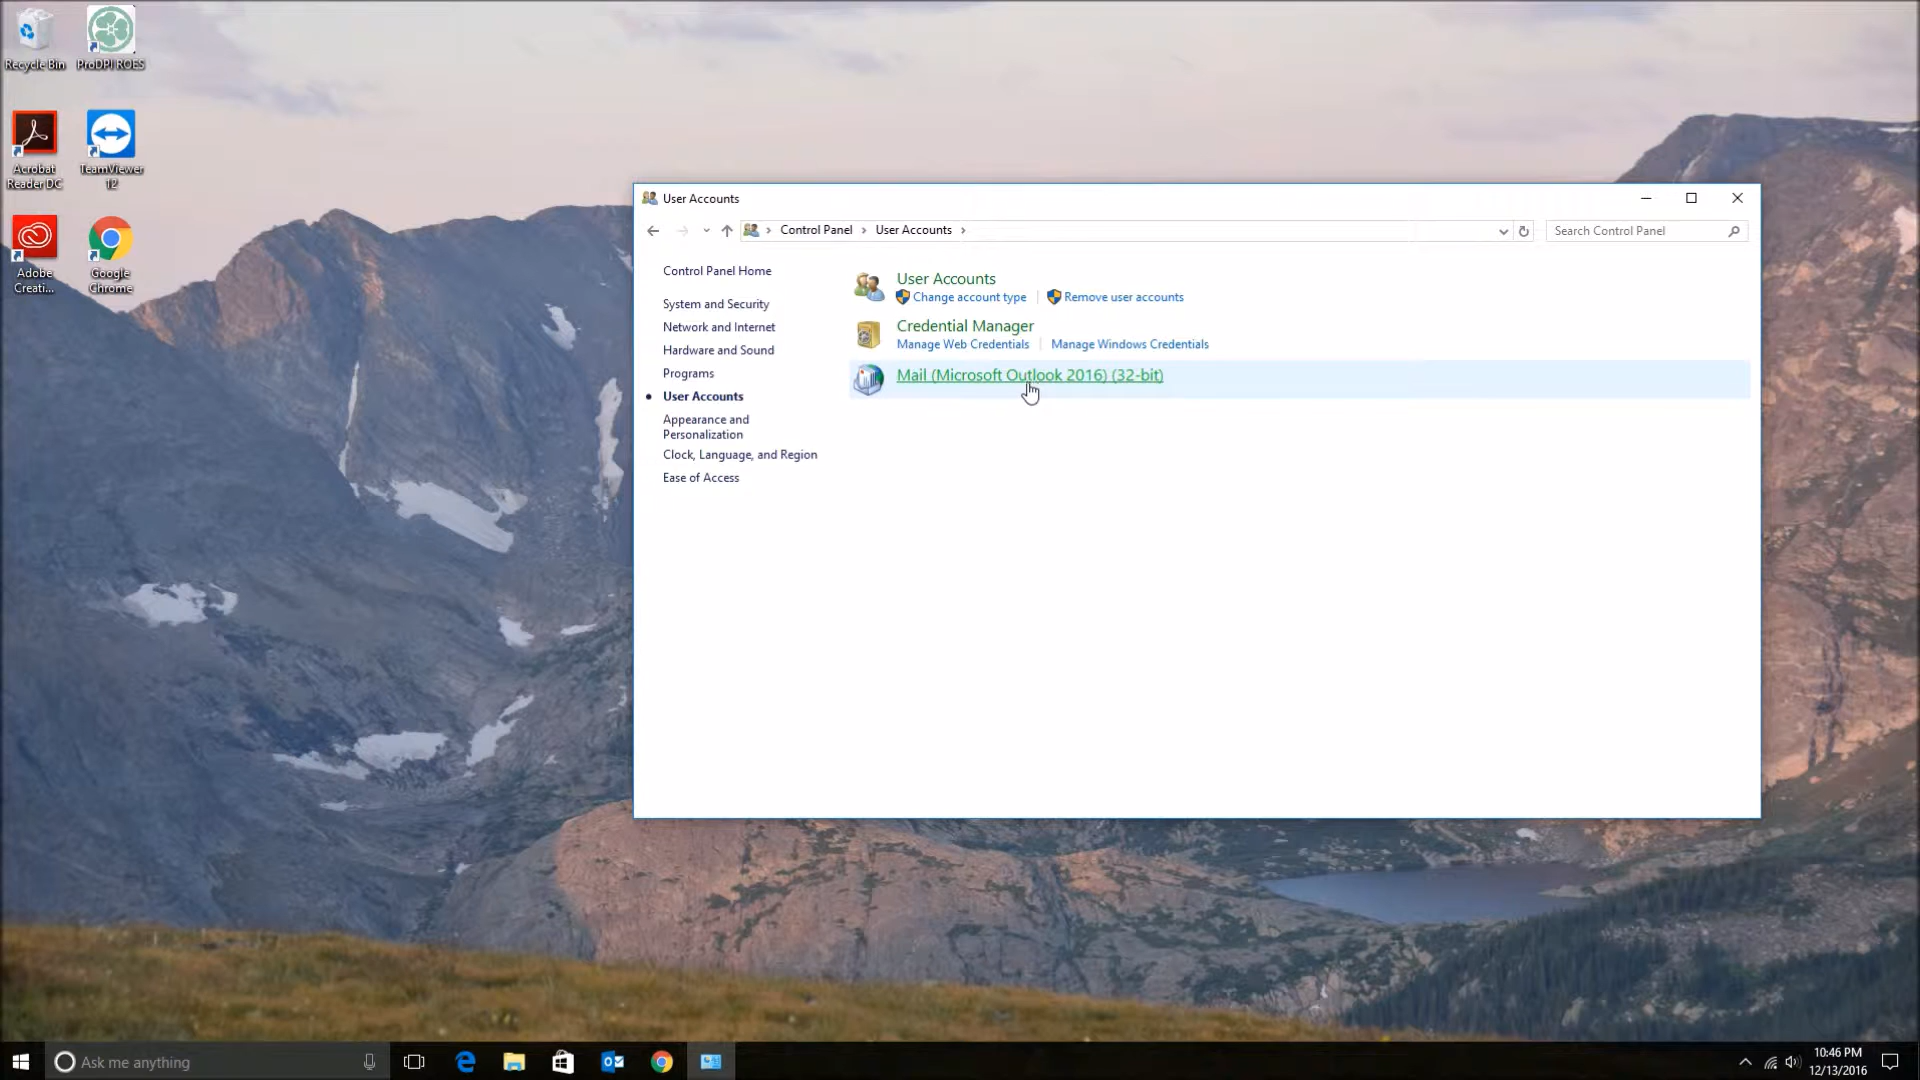 Recycle Bin
ProDPI ROES
Acrobat
Reader DC
TeamViewer
12
Adobe
Creati...
Google
Chrome
User Accounts
Control Panel
User Accounts
Search Control Panel
Control Panel Home
System and Security
Network and Internet
Hardware and Sound
Programs
User Accounts
Appearance and
Personalization
Clock, Language, and Region
Ease of Access
User Accounts
Change account type
Remove user accounts
Credential Manager
Manage Web Credentials
Manage Windows Credentials
Mail (Microsoft Outlook 2016) (32-bit)
Ask me anything
10:46 PM
12/13/2016